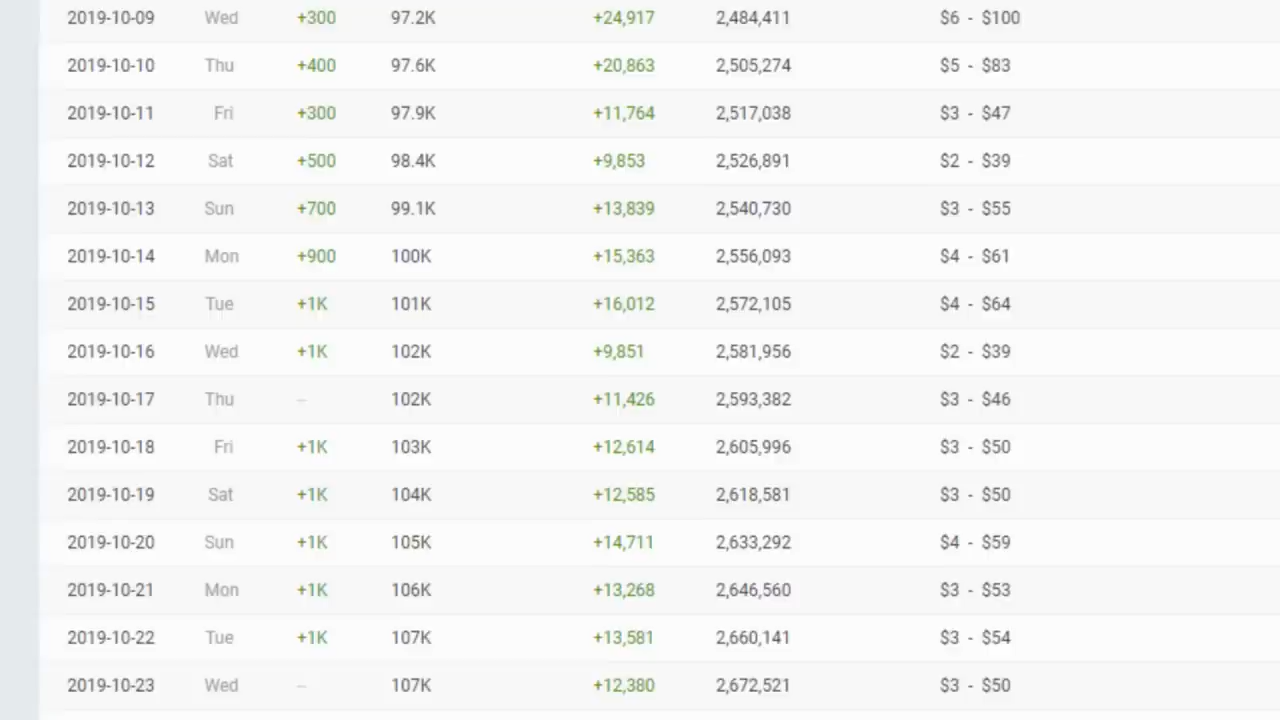 2019-10-09 Wed +300 97.2K +24,917 2,484,411 $6 - $100
2019-10-10 Thu +400 97.6K +20,863 2,505,274 $5 - $83
2019-10-11 Fri +300 97.9K +11,764 2,517,038 $3 - $47
2019-10-12 Sat +500 98.4K +9,853 2,526,891 $2 - $39
2019-10-13 Sun +700 99.1K +13,839 2,540,730 $3 - $55
2019-10-14 Mon +900 100K +15,363 2,556,093 $4 - $61
2019-10-15 Tue +1K 101K +16,012 2,572,105 $4 - $64
2019-10-16 Wed +1K 102K +9,851 2,581,956 $2 - $39
2019-10-17 Thu – 102K +11,426 2,593,382 $3 - $46
2019-10-18 Fri +1K 103K +12,614 2,605,996 $3 - $50
2019-10-19 Sat +1K 104K +12,585 2,618,581 $3 - $50
2019-10-20 Sun +1K 105K +14,711 2,633,292 $4 - $59
2019-10-21 Mon +1K 106K +13,268 2,646,560 $3 - $53
2019-10-22 Tue +1K 107K +13,581 2,660,141 $3 - $54
2019-10-23 Wed – 107K +12,380 2,672,521 $3 - $50